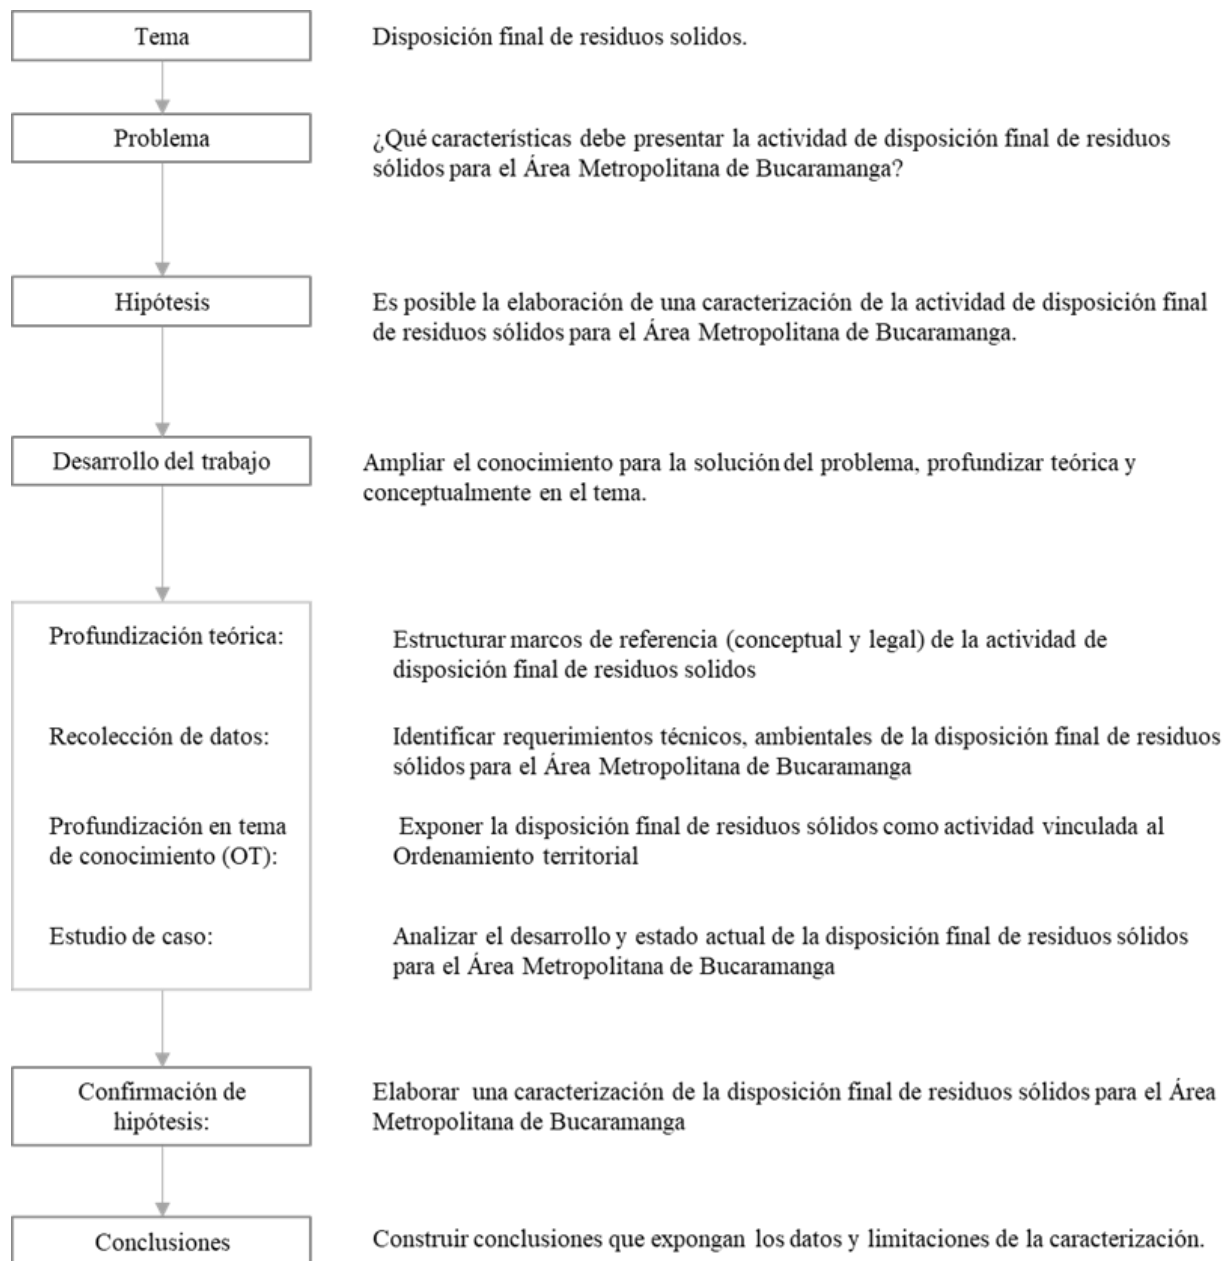 Tema
Disposición final de residuos solidos.
Problema
¿Qué características debe presentar la actividad de disposición final de residuos
sólidos para el Área Metropolitana de Bucaramanga?
Hipótesis
Es posible la elaboración de una caracterización de la actividad de disposición final
de residuos sólidos para el Área Metropolitana de Bucaramanga.
Desarrollo del trabajo
Ampliar el conocimiento para la solución del problema, profundizar teórica y
conceptualmente en el tema.
Profundización teórica:
Estructurar marcos de referencia (conceptual y legal) de la actividad de
disposición final de residuos solidos
Recolección de datos:
Identificar requerimientos técnicos, ambientales de la disposición final de residuos
sólidos para el Área Metropolitana de Bucaramanga
Profundización en tema
de conocimiento (OT):
Exponer la disposición final de residuos sólidos como actividad vinculada al
Ordenamiento territorial
Estudio de caso:
Analizar el desarrollo y estado actual de la disposición final de residuos sólidos
para el Área Metropolitana de Bucaramanga
Confirmación de
hipótesis:
Elaborar una caracterización de la disposición final de residuos sólidos para el Área
Metropolitana de Bucaramanga
Conclusiones
Construir conclusiones que expongan los datos y limitaciones de la caracterización.